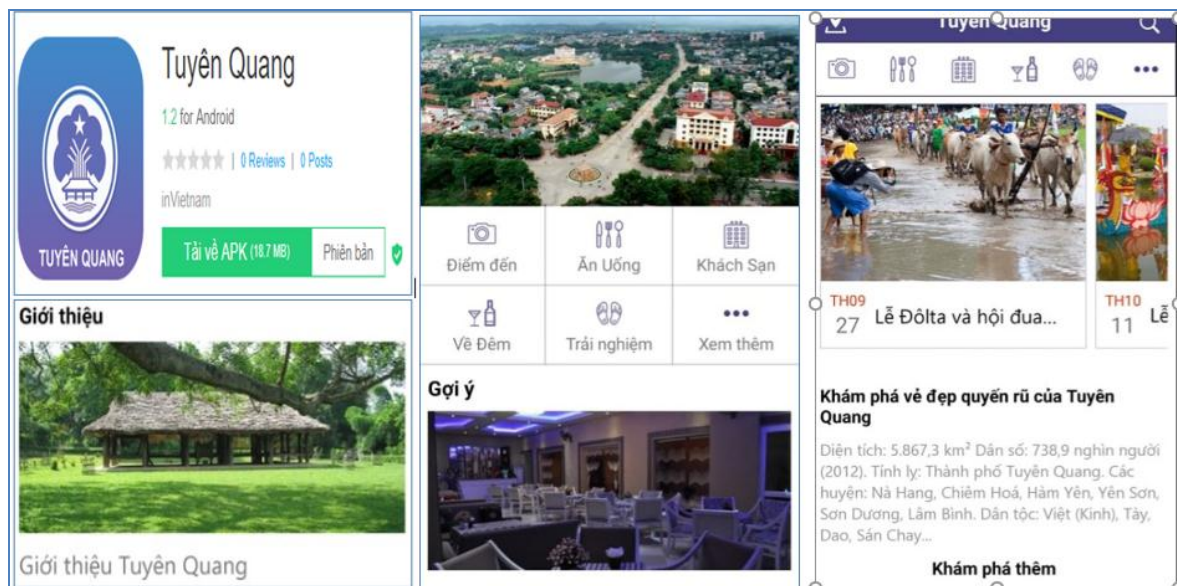 Tuyên Quang
1.2 for Android
0 Reviews | 0 Posts
inVietnam
Tải về APK (18.7 MB)
Phiên bản
TUYÊN QUANG
Giới thiệu
Giới thiệu Tuyên Quang
Điểm đến
Ăn Uống
Khách Sạn
Về Đêm
Trải nghiệm
Xem thêm
Gợi ý
Tuyên Quang
TH09
27
Lễ Đôlta và hội đua...
TH10
11
Lễ
Khám phá vẻ đẹp quyến rũ của Tuyên
Quang
Diện tích: 5.867,3 km² Dân số: 738,9 nghìn người
(2012). Tỉnh lỵ: Thành phố Tuyên Quang. Các
huyện: Nà Hang, Chiêm Hoá, Hàm Yên, Yên Sơn,
Sơn Dương, Lâm Bình. Dân tộc: Việt (Kinh), Tày,
Dao, Sán Chay...
Khám phá thêm